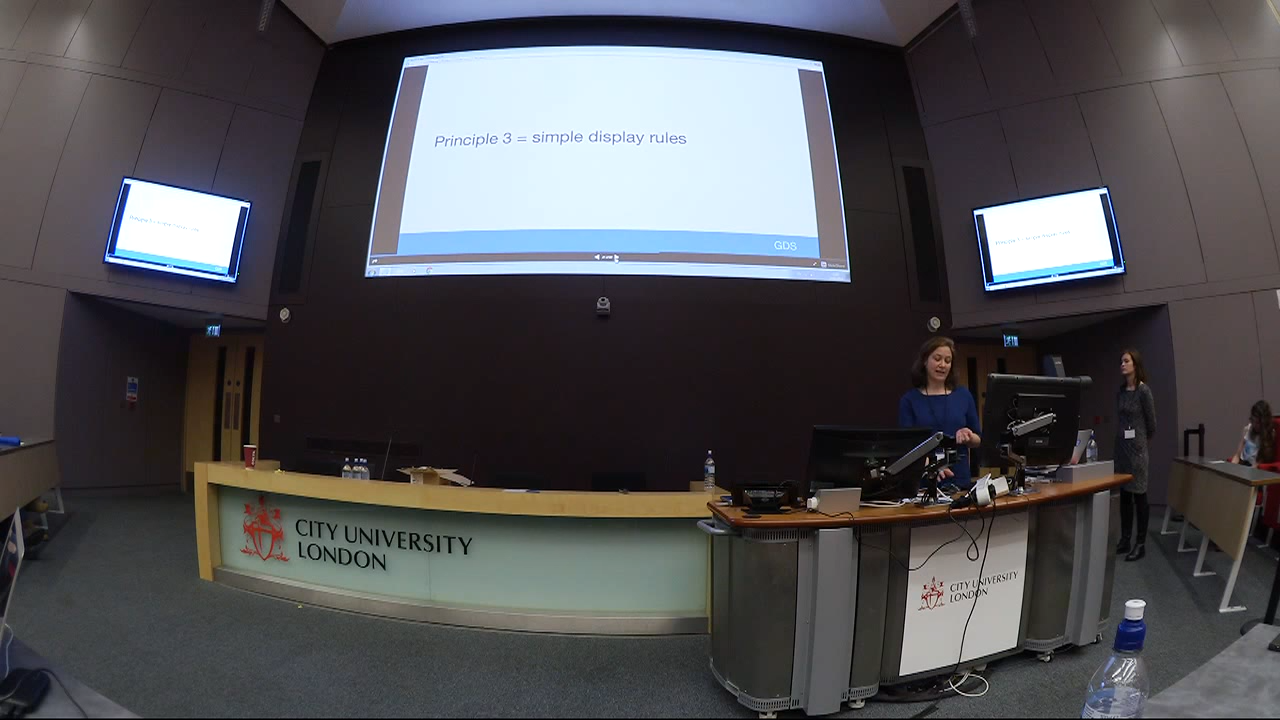 Principle 3 = simple display rules
GDS
CITY UNIVERSITY
LONDON
CITY UNIVERSITY
LONDON